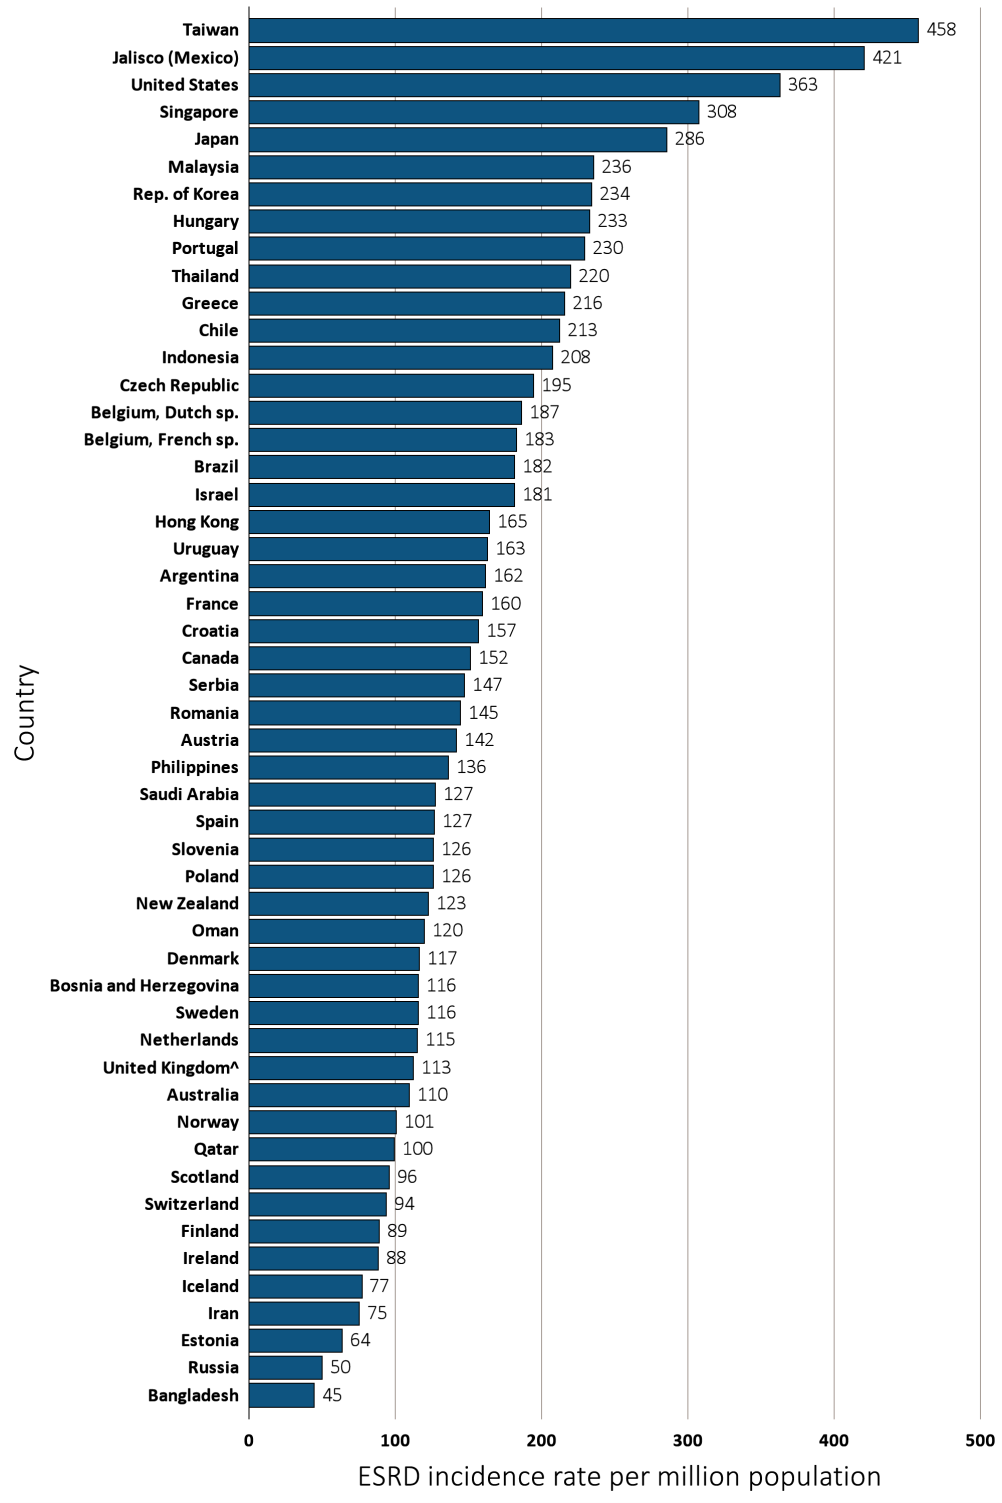 Taiwan 458
Jalisco (Mexico) 421
United States 363
Singapore 308
Japan 286
Malaysia 236
Rep. of Korea 234
Hungary 233
Portugal 230
Thailand 220
Greece 216
Chile 213
Indonesia 208
Czech Republic 195
Belgium, Dutch sp. 187
Belgium, French sp. 183
Brazil 182
Israel 181
Hong Kong 165
Uruguay 163
Argentina 162
France 160
Croatia 157
Canada 152
Serbia 147
Romania 145
Austria 142
Philippines 136
Saudi Arabia 127
Spain 127
Slovenia 126
Poland 126
New Zealand 123
Oman 120
Denmark 117
Bosnia and Herzegovina 116
Sweden 116
Netherlands 115
United Kingdom^ 113
Australia 110
Norway 101
Qatar 100
Scotland 96
Switzerland 94
Finland 89
Ireland 88
Iceland 77
Iran 75
Estonia 64
Russia 50
Bangladesh 45
Country
0 100 200 300 400 500
ESRD incidence rate per million population